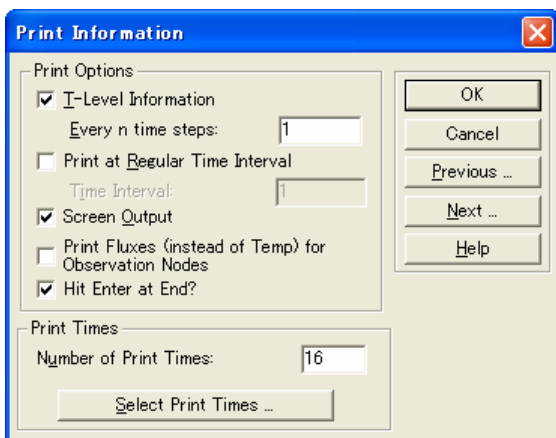 Print Information
Print Options
T-Level Information
Every n time steps: 1
Print at Regular Time Interval
Time Interval: 1
Screen Output
Print Fluxes (instead of Temp) for
Observation Nodes
Hit Enter at End?
Print Times
Number of Print Times: 16
Select Print Times ...
OK
Cancel
Previous ...
Next ...
Help